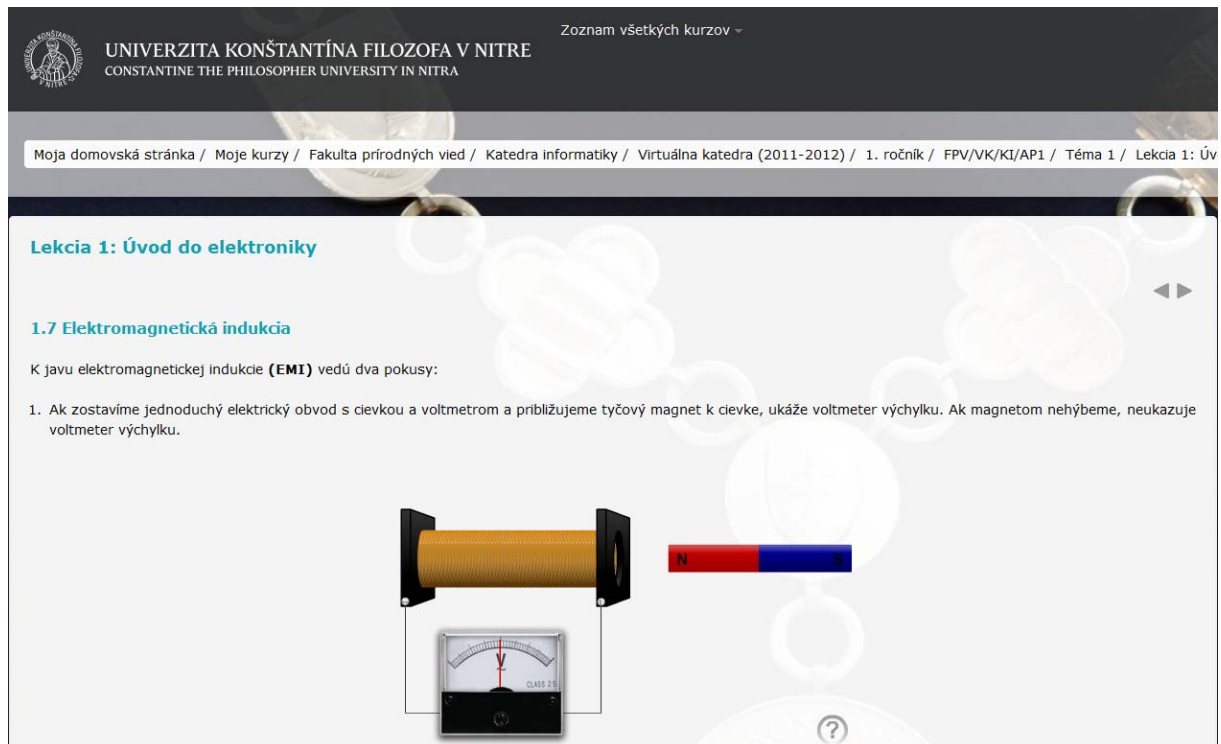 Zoznam všetkých kurzov
UNIVERZITA KONŠTANTÍNA FILOZOFA V NITRE
CONSTANTINE THE PHILOSOPHER UNIVERSITY IN NITRA
Moja domovská stránka / Moje kurzy / Fakulta prírodných vied / Katedra informatiky / Virtuálna katedra (2011-2012) / 1. ročník / FPV/VK/KI/AP1 / Téma 1 / Lekcia 1: Úv
Lekcia 1: Úvod do elektroniky
1.7 Elektromagnetická indukcia
K javu elektromagnetickej indukcie (EMI) vedú dva pokusy:
1. Ak zostavíme jednoduchý elektrický obvod s cievkou a voltmetrom a približujeme tyčový magnet k cievke, ukáže voltmeter výchylku. Ak magnetom nehýbeme, neukazuje
voltmeter výchylku.
N S
V
CLASS 2.5
?